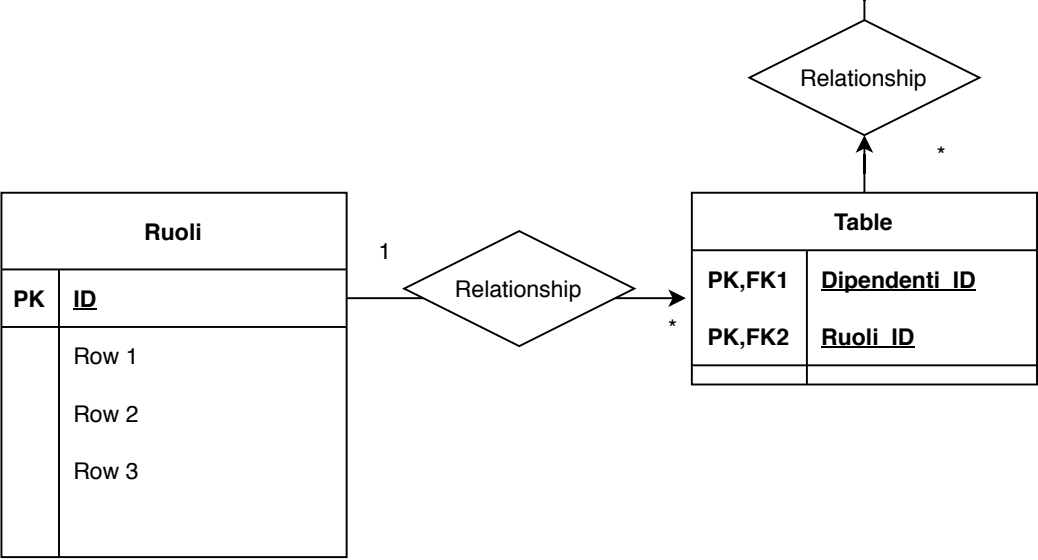 Relationship
*
Ruoli
1
Relationship
*
PK ID
Row 1
Row 2
Row 3
Table
PK,FK1 Dipendenti_ID
PK,FK2 Ruoli_ID